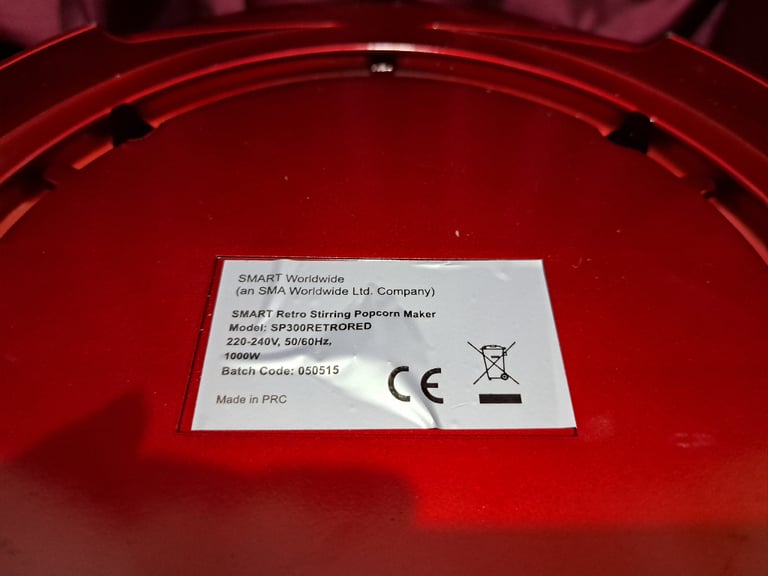 SMART Worldwide
(an SMA Worldwide Ltd. Company)
SMART Retro Stirring Popcorn Maker
Model: SP300RETRORED
220-240V, 50/60Hz,
1000W
Batch Code: 050515
Made in PRC
CE